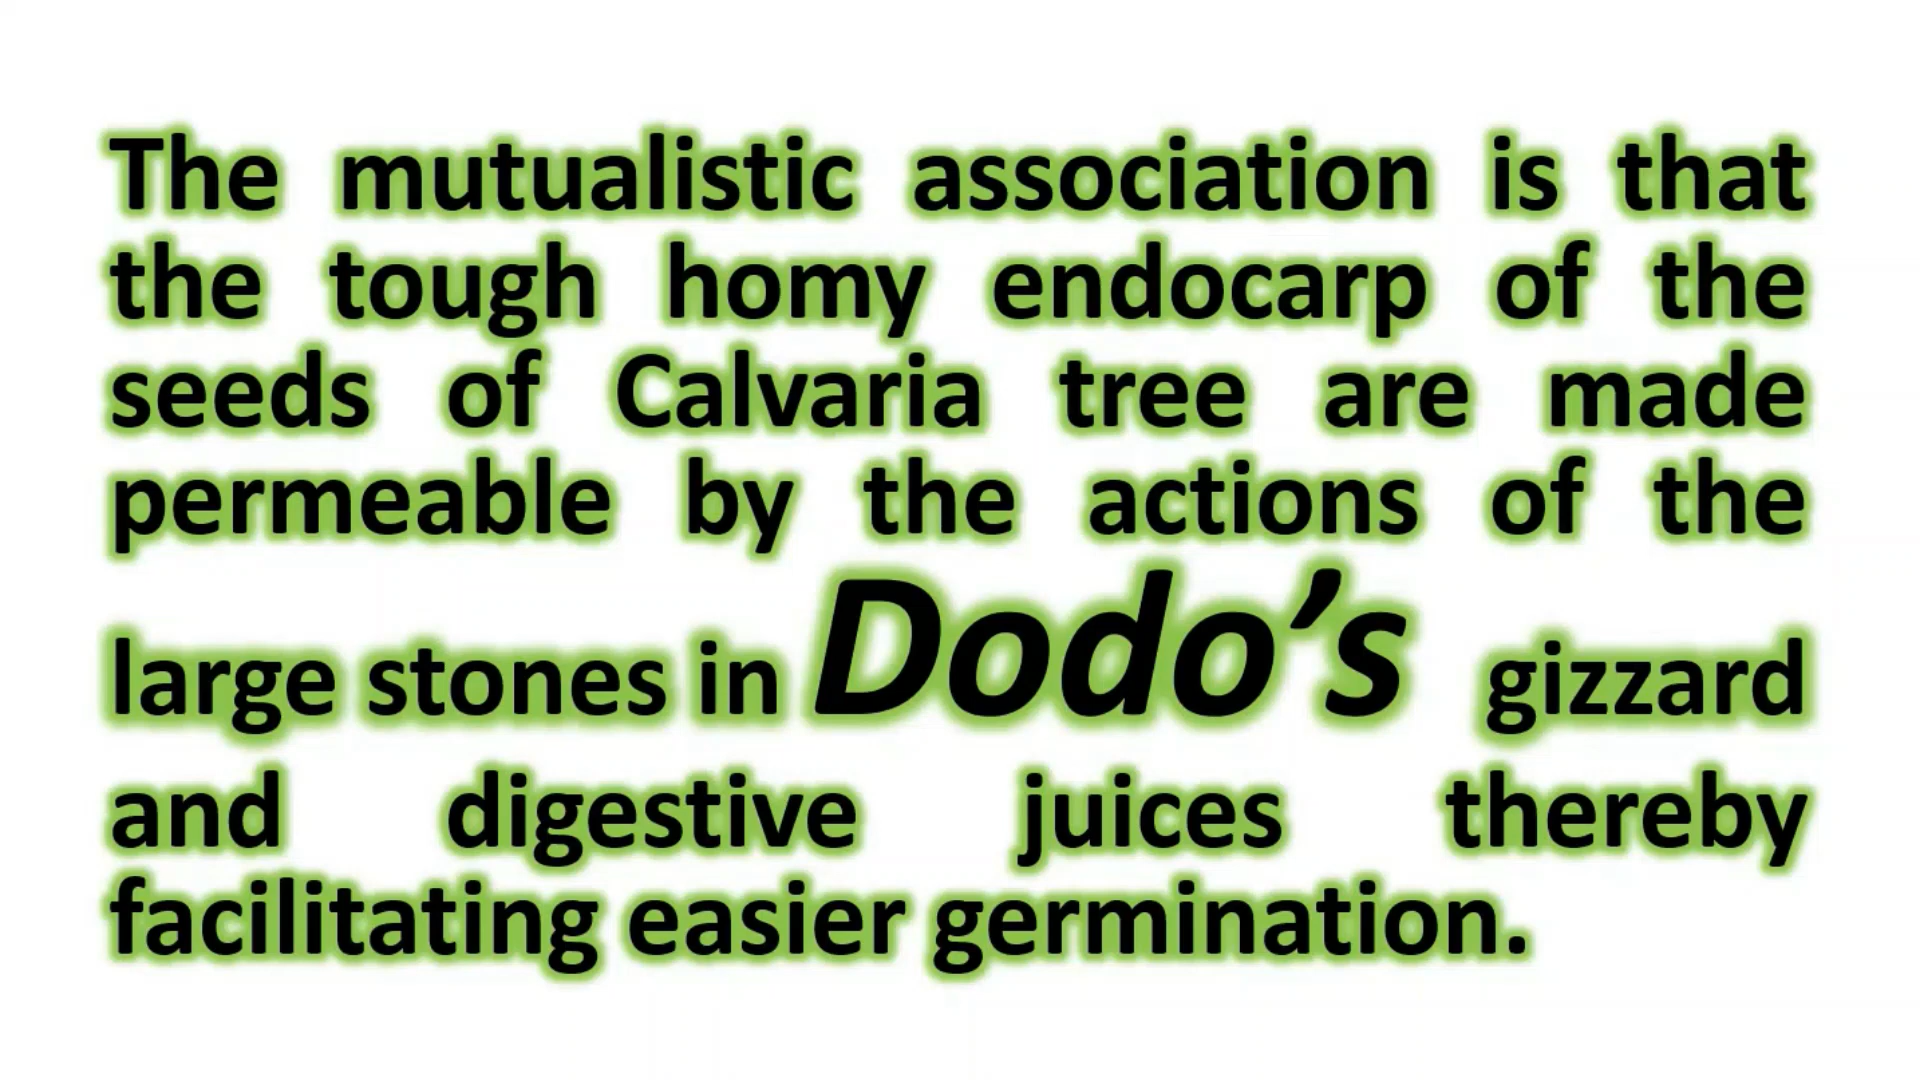 The mutualistic association is that
the tough homy endocarp of the
seeds of Calvaria tree are made
permeable by the actions of the
large stones in Dodo’s gizzard
and digestive juices thereby
facilitating easier germination.